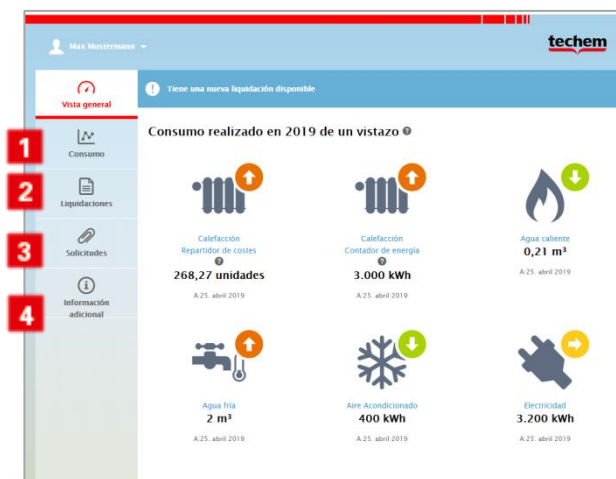 Max Mustermann
techem
Vista general
Tiene una nueva liquidación disponible
1
Consumo
2
Liquidaciones
3
Solicitudes
4
Información
adicional
Consumo realizado en 2019 de un vistazo
Calefacción
Repartidor de costes
268,27 unidades
A:25. abril 2019
Calefacción
Contador de energía
3.000 kWh
A:25. abril 2019
Agua caliente
0,21 m³
A:25. abril 2019
Agua fría
2 m³
A:25. abril 2019
Aire Acondicionado
400 kWh
A:25. abril 2019
Electricidad
3.200 kWh
A:25. abril 2019